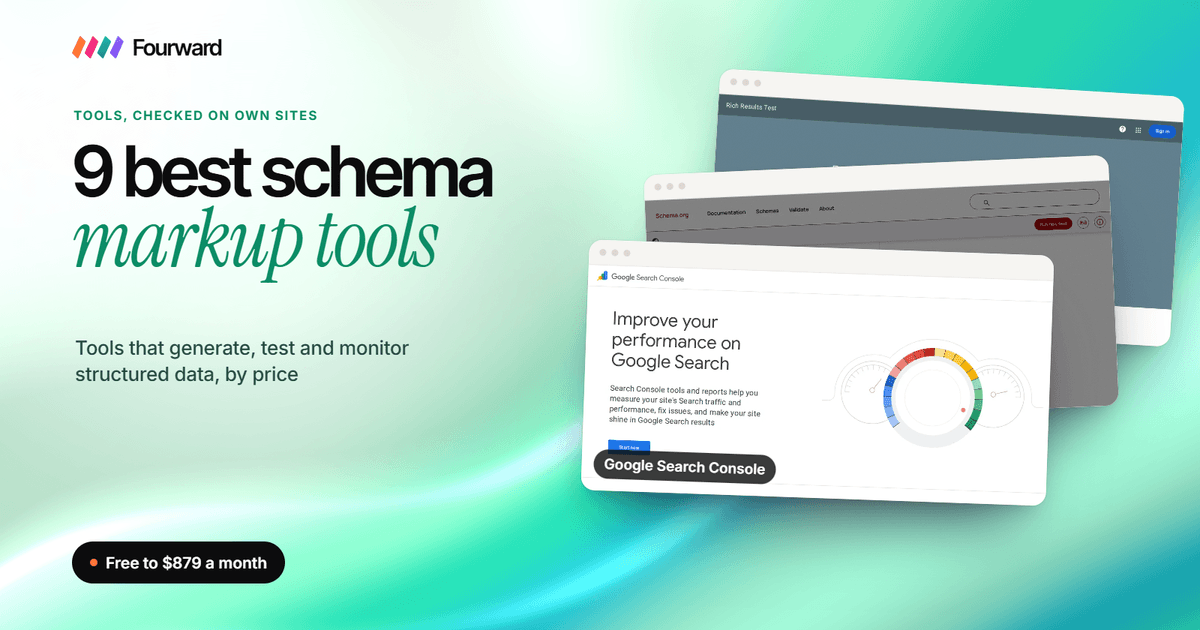 Fourward
TOOLS, CHECKED ON OWN SITES
9 best schema
markup tools
Tools that generate, test and monitor
structured data, by price
Free to $879 a month
Rich Results Test
Sign in
Schema.org
Documentation
Schemas
Validate
About
Google Search Console
Improve your
performance on
Google Search
Search Console tools and reports help you
measure your site's Search traffic and
performance, fix issues, and make your site
shine in Google Search results
Start now
Google Search Console